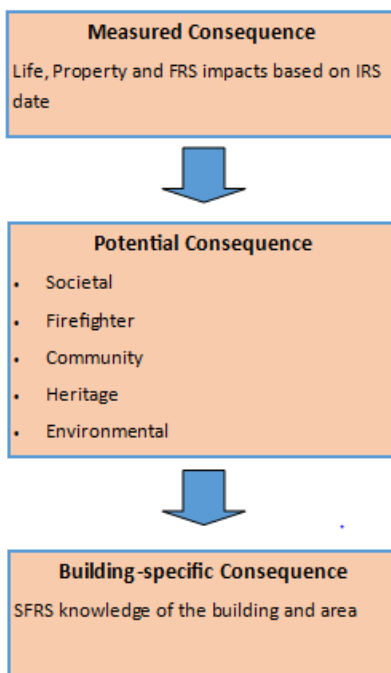 Measured Consequence
Life, Property and FRS impacts based on IRS
date
Potential Consequence
• Societal
• Firefighter
• Community
• Heritage
• Environmental
Building-specific Consequence
SFRS knowledge of the building and area